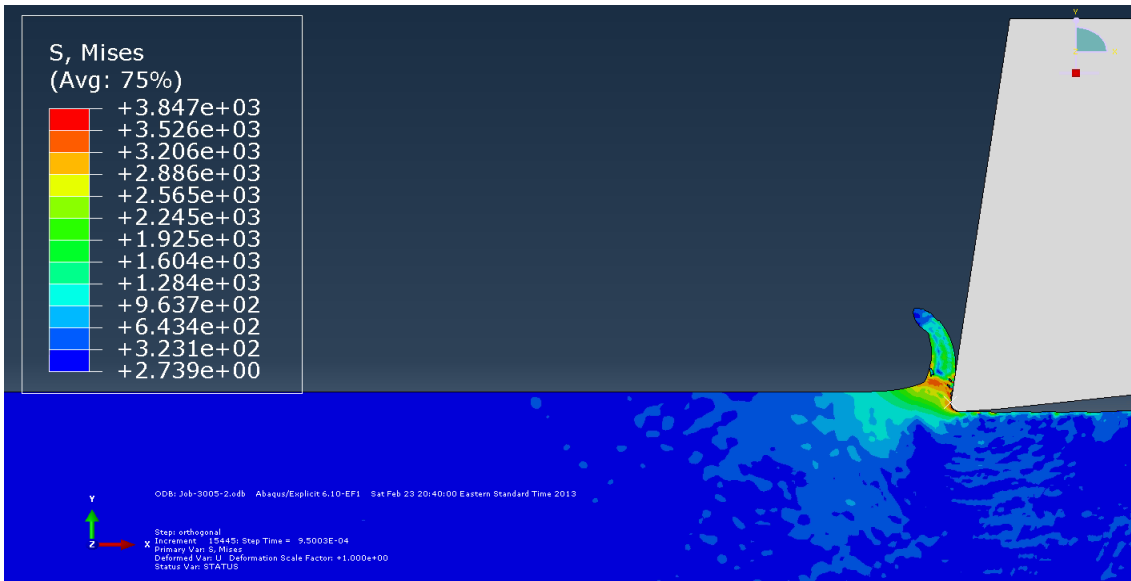 S, Mises
(Avg: 75%)
+3.847e+03
+3.526e+03
+3.206e+03
+2.886e+03
+2.565e+03
+2.245e+03
+1.925e+03
+1.604e+03
+1.284e+03
+9.637e+02
+6.434e+02
+3.231e+02
+2.739e+00
Y
Y
Z
X
ODB: Job-3005-2.odb Abaqus/Explicit 6.10-EF1 Sat Feb 23 20:40:00 Eastern Standard Time 2013
Step: orthogonal
Increment 15445: Step Time = 9.5003E-04
Primary Var: S, Mises
Deformed Var: U Deformation Scale Factor: +1.000e+00
Status Var: STATUS